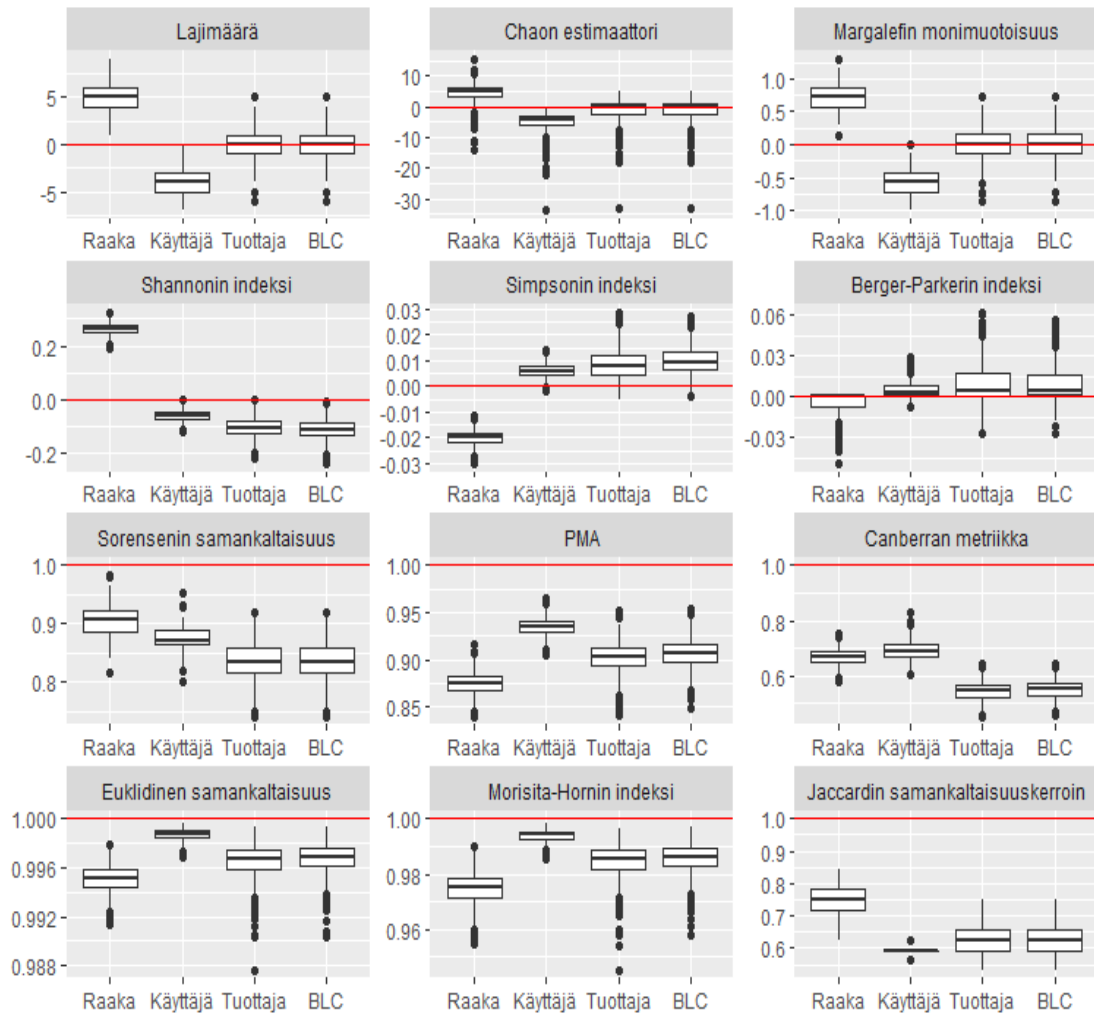 Lajimäärä Chaon estimaattori Margalefin monimuotoisuus
5 10 1.0
0 0 0.5
-5 -10 0.0
-20 -0.5
-30 -1.0
Raaka Käyttäjä Tuottaja BLC Raaka Käyttäjä Tuottaja BLC Raaka Käyttäjä Tuottaja BLC
Shannonin indeksi Simpsonin indeksi Berger-Parkerin indeksi
0.2 0.03 0.06
0.0 0.02 0.03
-0.2 0.01 0.00
0.00 -0.03
-0.01
-0.02
-0.03
Raaka Käyttäjä Tuottaja BLC Raaka Käyttäjä Tuottaja BLC Raaka Käyttäjä Tuottaja BLC
Sorensenin samankaltaisuus PMA Canberran metriikka
1.0 1.00 1.0
0.9 0.95 0.8
0.8 0.90 0.6
0.85
Raaka Käyttäjä Tuottaja BLC Raaka Käyttäjä Tuottaja BLC Raaka Käyttäjä Tuottaja BLC
Euklidinen samankaltaisuus Morisita-Hornin indeksi Jaccardin samankaltaisuuskerroin
1.000 1.00 1.0
0.996 0.98 0.9
0.992 0.96 0.8
0.988 0.7
0.6
Raaka Käyttäjä Tuottaja BLC Raaka Käyttäjä Tuottaja BLC Raaka Käyttäjä Tuottaja BLC